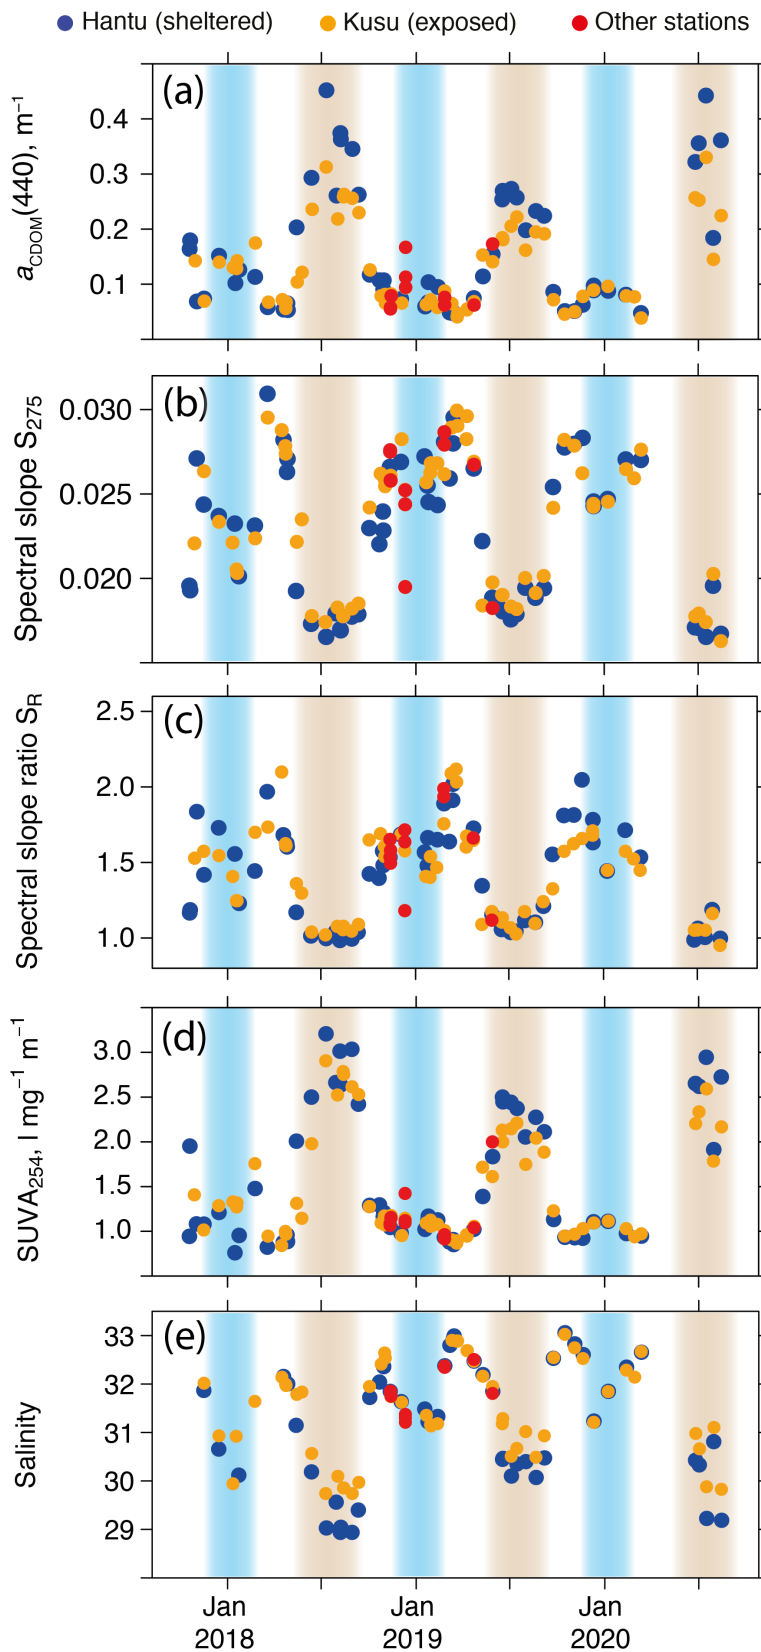 Hantu (sheltered) Kusu (exposed) Other stations
(a)
a_CDOM(440), m⁻¹
0.4
0.3
0.2
0.1
(b)
Spectral slope S₂₇₅
0.030
0.025
0.020
(c)
Spectral slope ratio S_R
2.5
2.0
1.5
1.0
(d)
SUVA₂₅₄, l mg⁻¹ m⁻¹
3.0
2.5
2.0
1.5
1.0
(e)
Salinity
33
32
31
30
29
Jan Jan Jan
2018 2019 2020